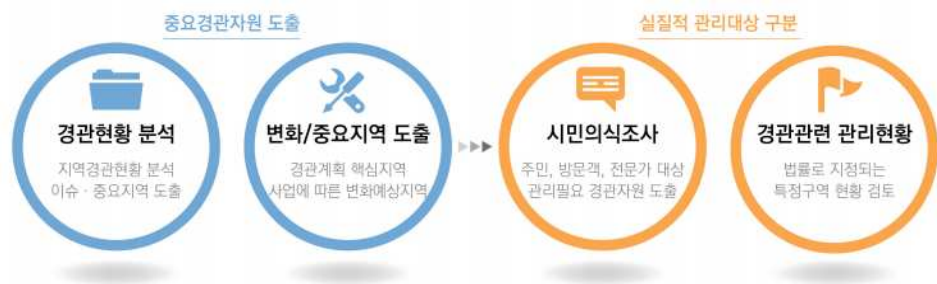 중요경관자원 도출
실질적 관리대상 구분
경관현황 분석
지역경관현황 분석
이슈 · 중요지역 도출
변화/중요지역 도출
경관계획 핵심지역
사업에 따른 변화예상지역
시민의식조사
주민, 방문객, 전문가 대상
관리필요 경관자원 도출
경관관련 관리현황
법률로 지정되는
특정구역 현황 검토